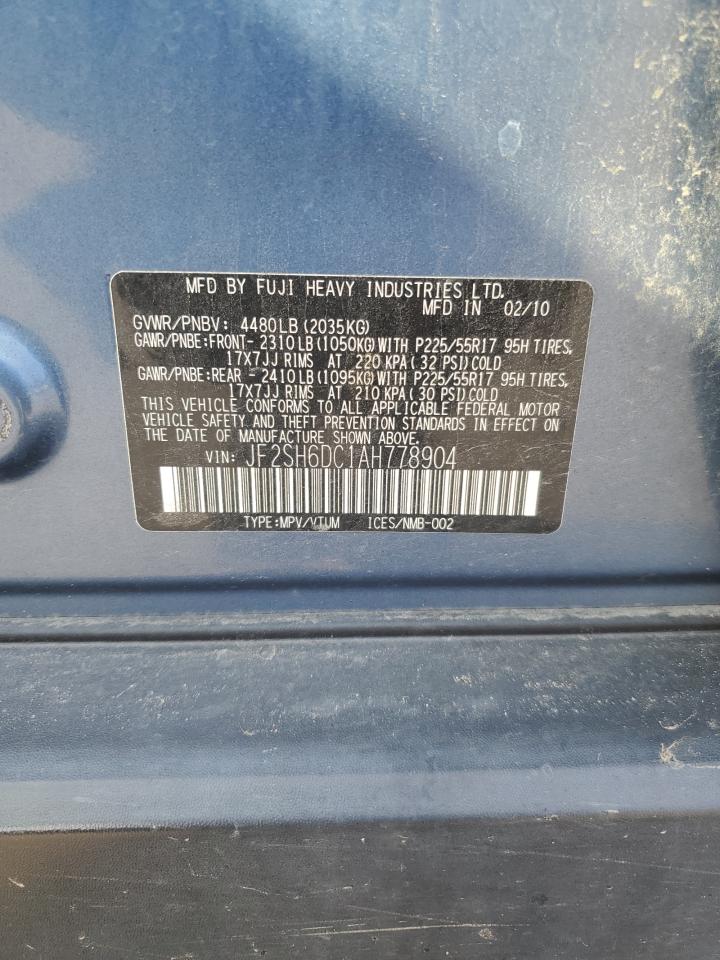 MFD BY FUJI HEAVY INDUSTRIES LTD.
MFD IN 02/10
GVWR/PNBV: 4480LB(2035KG)
GAWR/PNBE:FRONT- 2310LB(1050KG)WITH P225/55R17 95H TIRES,
17X7JJ RIMS AT 220 KPA(32 PSI)COLD
GAWR/PNBE:REAR - 2410LB(1095KG)WITH P225/55R17 95H TIRES,
17X7JJ RIMS AT 210 KPA(30 PSI)COLD
THIS VEHICLE CONFORMS TO ALL APPLICABLE FEDERAL MOTOR
VEHICLE SAFETY AND THEFT PREVENTION STANDARDS IN EFFECT ON
THE DATE OF MANUFACTURE SHOWN ABOVE.
VIN: JF2SH6DC1AH778904
TYPE:MPV/VTUM ICES/NMB-002